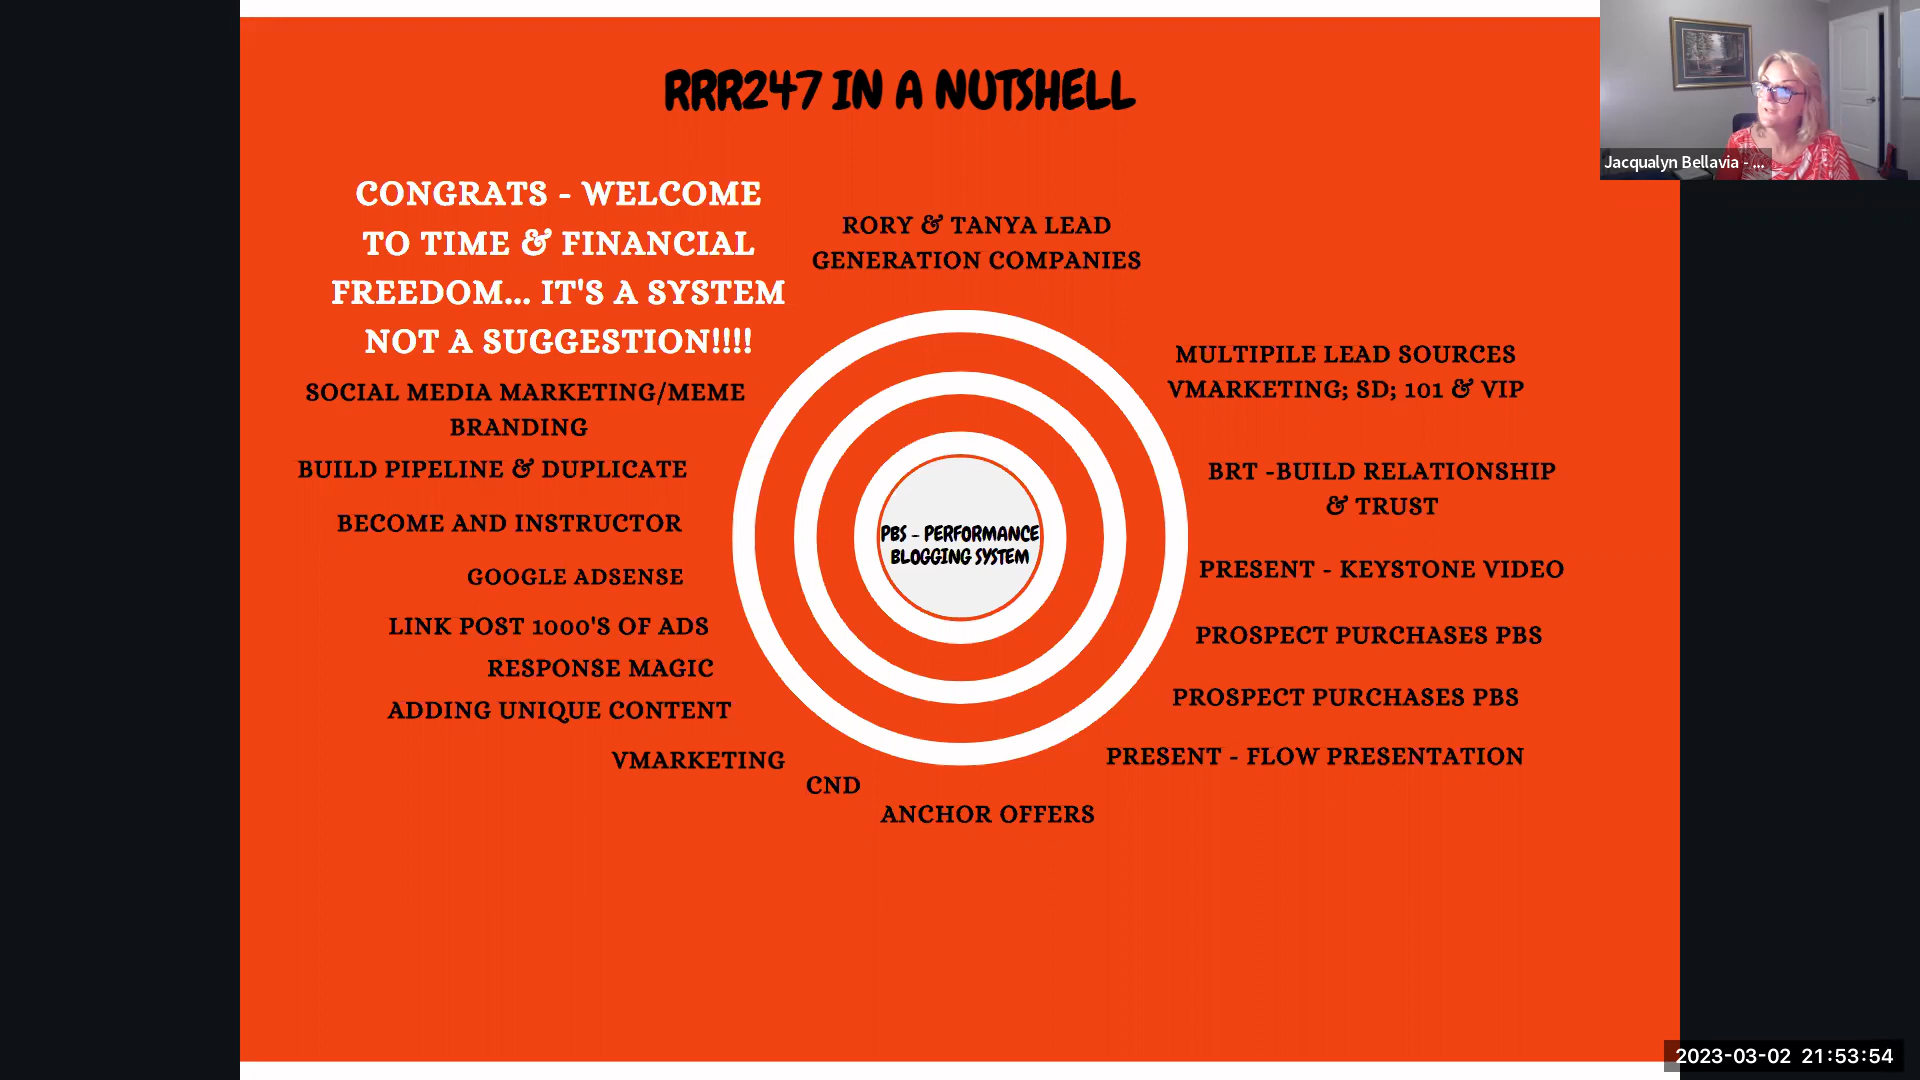 RRR247 IN A NUTSHELL
CONGRATS - WELCOME
TO TIME & FINANCIAL
FREEDOM... IT'S A SYSTEM
NOT A SUGGESTION!!!!
RORY & TANYA LEAD
GENERATION COMPANIES
MULTIPILE LEAD SOURCES
VMARKETING; SD; 101 & VIP
BRT -BUILD RELATIONSHIP
& TRUST
PRESENT - KEYSTONE VIDEO
PROSPECT PURCHASES PBS
PROSPECT PURCHASES PBS
PRESENT - FLOW PRESENTATION
ANCHOR OFFERS
CND
VMARKETING
ADDING UNIQUE CONTENT
RESPONSE MAGIC
LINK POST 1000'S OF ADS
GOOGLE ADSENSE
BECOME AND INSTRUCTOR
BUILD PIPELINE & DUPLICATE
SOCIAL MEDIA MARKETING/MEME
BRANDING
PBS - PERFORMANCE
BLOGGING SYSTEM
Jacqualyn Bellavia - ...
2023-03-02 21:53:54